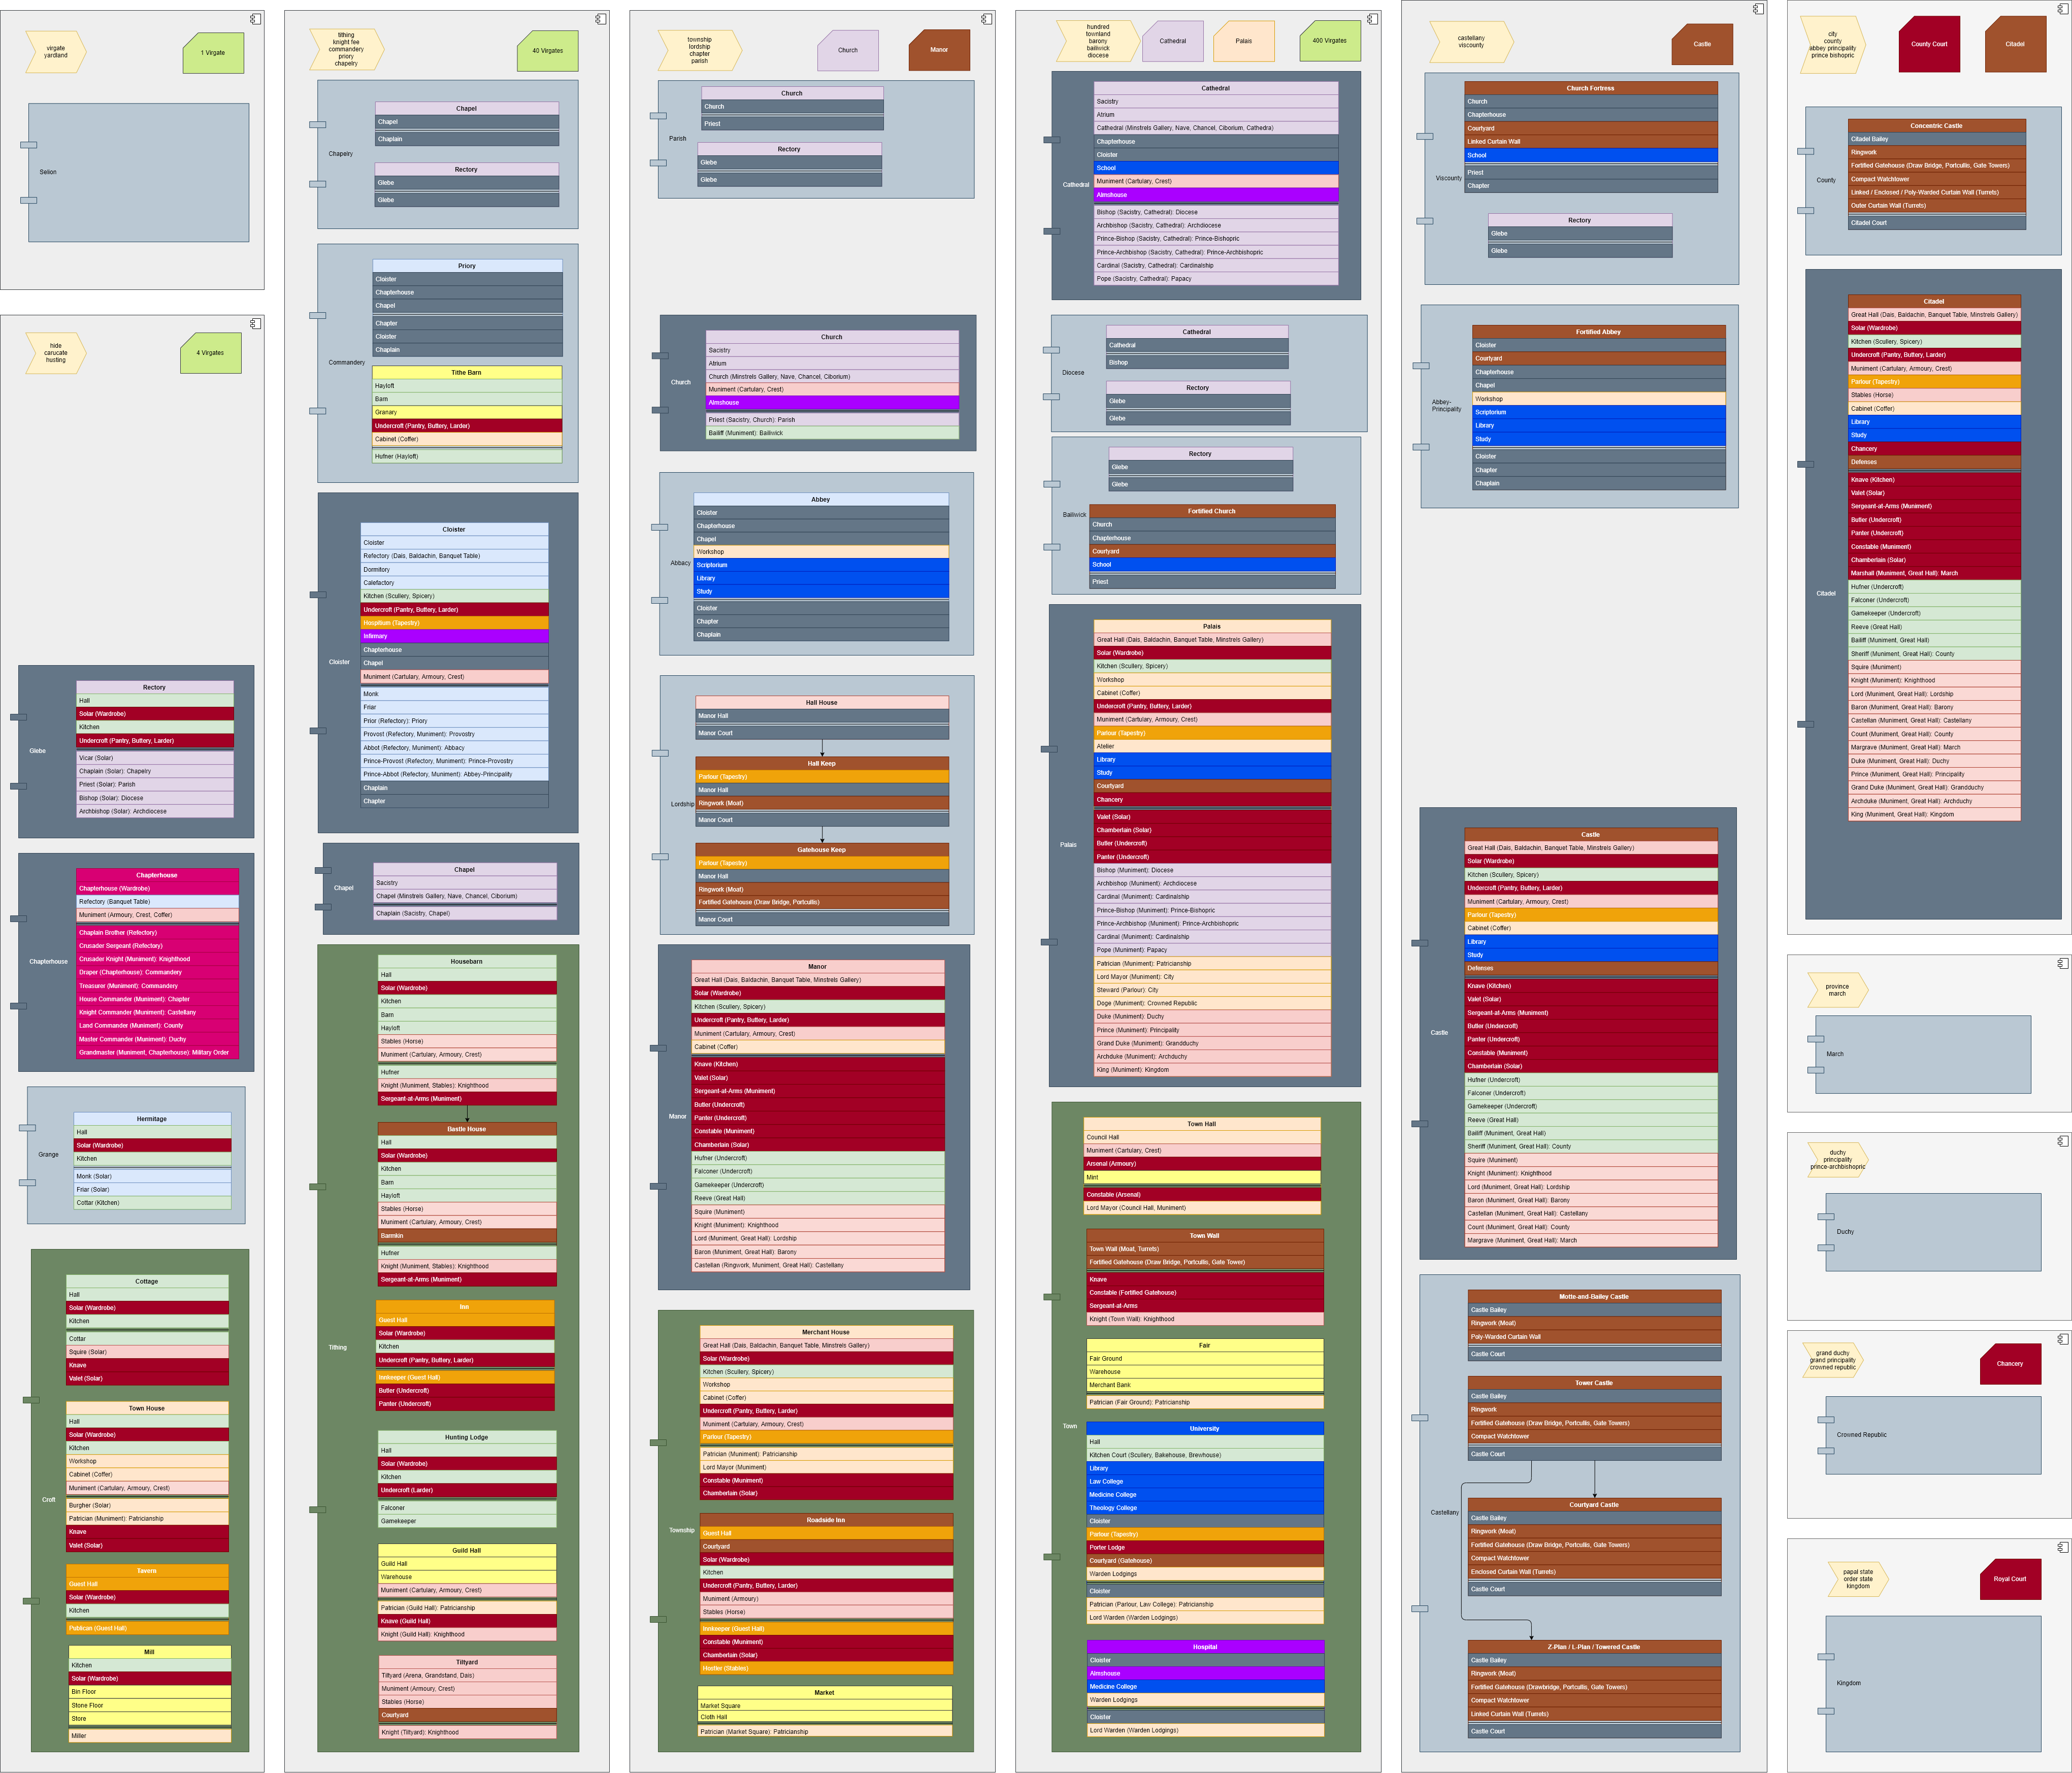 virgate
yardland
1 Virgate
Selion
hide
carucate
husting
4 Virgates
Glebe
Rectory
Hall
Solar (Wardrobe)
Kitchen
Undercroft (Pantry, Buttery, Larder)
Vicar (Solar)
Chaplain (Solar): Chapelry
Priest (Solar): Parish
Bishop (Solar): Diocese
Archbishop (Solar): Archdiocese
Chapterhouse
Chapterhouse
Chapterhouse (Wardrobe)
Refectory (Banquet Table)
Muniment (Armoury, Crest, Coffer)
Chaplain Brother (Refectory)
Crusader Sergeant (Refectory)
Crusader Knight (Muniment): Knighthood
Draper (Chapterhouse): Commandery
Treasurer (Muniment): Commandery
House Commander (Muniment): Chapter
Knight Commander (Muniment): Castellany
Land Commander (Muniment): County
Master Commander (Muniment): Duchy
Grandmaster (Muniment, Chapterhouse): Military Order
Grange
Hermitage
Hall
Solar (Wardrobe)
Kitchen
Monk (Solar)
Friar (Solar)
Cottar (Kitchen)
Croft
Cottage
Hall
Solar (Wardrobe)
Kitchen
Cottar
Squire (Solar)
Knave
Valet (Solar)
Town House
Hall
Solar (Wardrobe)
Kitchen
Workshop
Cabinet (Coffer)
Muniment (Cartulary, Armoury, Crest)
Burgher (Solar)
Patrician (Muniment): Patricianship
Knave
Valet (Solar)
Tavern
Guest Hall
Solar (Wardrobe)
Kitchen
Publican (Guest Hall)
Mill
Kitchen
Solar (Wardrobe)
Bin Floor
Stone Floor
Store
Miller
tithing
knight fee
commandery
priory
chapelry
40 Virgates
Chapelry
Chapel
Chapel
Chaplain
Rectory
Glebe
Glebe
Commandery
Priory
Cloister
Chapterhouse
Chapel
Chapter
Cloister
Chaplain
Tithe Barn
Hayloft
Barn
Granary
Undercroft (Pantry, Buttery, Larder)
Cabinet (Coffer)
Hufner (Hayloft)
Cloister
Cloister
Cloister
Refectory (Dais, Baldachin, Banquet Table)
Dormitory
Calefactory
Kitchen (Scullery, Spicery)
Undercroft (Pantry, Buttery, Larder)
Hospitium (Tapestry)
Infirmary
Chapterhouse
Chapel
Muniment (Cartulary, Armoury, Crest)
Monk
Friar
Prior (Refectory): Priory
Provost (Refectory, Muniment): Provostry
Abbot (Refectory, Muniment): Abbacy
Prince-Provost (Refectory, Muniment): Prince-Provostry
Prince-Abbot (Refectory, Muniment): Abbey-Principality
Chaplain
Chapter
Chapel
Chapel
Sacistry
Chapel (Minstrels Gallery, Nave, Chancel, Ciborium)
Chaplain (Sacistry, Chapel)
Tithing
Housebarn
Hall
Solar (Wardrobe)
Kitchen
Barn
Hayloft
Stables (Horse)
Muniment (Cartulary, Armoury, Crest)
Hufner
Knight (Muniment, Stables): Knighthood
Sergeant-at-Arms (Muniment)
Bastle House
Hall
Solar (Wardrobe)
Kitchen
Barn
Hayloft
Stables (Horse)
Muniment (Cartulary, Armoury, Crest)
Barmkin
Hufner
Knight (Muniment, Stables): Knighthood
Sergeant-at-Arms (Muniment)
Inn
Guest Hall
Solar (Wardrobe)
Kitchen
Undercroft (Pantry, Buttery, Larder)
Innkeeper (Guest Hall)
Butler (Undercroft)
Panter (Undercroft)
Hunting Lodge
Hall
Solar (Wardrobe)
Kitchen
Undercroft (Larder)
Falconer
Gamekeeper
Guild Hall
Guild Hall
Warehouse
Muniment (Cartulary, Armoury, Crest)
Patrician (Guild Hall): Patricianship
Knave (Guild Hall)
Knight (Guild Hall): Knighthood
Tiltyard
Tiltyard (Arena, Grandstand, Dais)
Muniment (Armoury, Crest)
Stables (Horse)
Courtyard
Knight (Tiltyard): Knighthood
township
lordship
chapter
parish
Church
Manor
Parish
Church
Church
Priest
Rectory
Glebe
Glebe
Church
Church
Sacistry
Atrium
Church (Minstrels Gallery, Nave, Chancel, Ciborium)
Muniment (Cartulary, Crest)
Almshouse
Priest (Sacistry, Church): Parish
Bailiff (Muniment): Bailiwick
Abbacy
Abbey
Cloister
Chapterhouse
Chapel
Workshop
Scriptorium
Library
Study
Cloister
Chapter
Chaplain
Lordship
Hall House
Manor Hall
Manor Court
Hall Keep
Parlour (Tapestry)
Manor Hall
Ringwork (Moat)
Manor Court
Gatehouse Keep
Parlour (Tapestry)
Manor Hall
Ringwork (Moat)
Fortified Gatehouse (Draw Bridge, Portcullis)
Manor Court
Manor
Manor
Great Hall (Dais, Baldachin, Banquet Table, Minstrels Gallery)
Solar (Wardrobe)
Kitchen (Scullery, Spicery)
Undercroft (Pantry, Buttery, Larder)
Muniment (Cartulary, Armoury, Crest)
Cabinet (Coffer)
Knave (Kitchen)
Valet (Solar)
Sergeant-at-Arms (Muniment)
Butler (Undercroft)
Panter (Undercroft)
Constable (Muniment)
Chamberlain (Solar)
Hufner (Undercroft)
Falconer (Undercroft)
Gamekeeper (Undercroft)
Reeve (Great Hall)
Squire (Muniment)
Knight (Muniment): Knighthood
Lord (Muniment, Great Hall): Lordship
Baron (Muniment, Great Hall): Barony
Castellan (Ringwork, Muniment, Great Hall): Castellany
Township
Merchant House
Great Hall (Dais, Baldachin, Banquet Table, Minstrels Gallery)
Solar (Wardrobe)
Kitchen (Scullery, Spicery)
Workshop
Cabinet (Coffer)
Undercroft (Pantry, Buttery, Larder)
Muniment (Cartulary, Armoury, Crest)
Parlour (Tapestry)
Patrician (Muniment): Patricianship
Lord Mayor (Muniment)
Constable (Muniment)
Chamberlain (Solar)
Roadside Inn
Guest Hall
Courtyard
Solar (Wardrobe)
Kitchen
Undercroft (Pantry, Buttery, Larder)
Muniment (Armoury)
Stables (Horse)
Innkeeper (Guest Hall)
Constable (Muniment)
Chamberlain (Solar)
Hostler (Stables)
Market
Market Square
Cloth Hall
Patrician (Market Square): Patricianship
hundred
townland
barony
bailiwick
diocese
Cathedral
Palais
400 Virgates
Cathedral
Cathedral
Sacistry
Atrium
Cathedral (Minstrels Gallery, Nave, Chancel, Ciborium, Cathedra)
Chapterhouse
Cloister
School
Muniment (Cartulary, Crest)
Almshouse
Bishop (Sacistry, Cathedral): Diocese
Archbishop (Sacistry, Cathedral): Archdiocese
Prince-Bishop (Sacistry, Cathedral): Prince-Bishopric
Prince-Archbishop (Sacistry, Cathedral): Prince-Archbishopric
Cardinal (Sacistry, Cathedral): Cardinalship
Pope (Sacistry, Cathedral): Papacy
Diocese
Cathedral
Cathedral
Bishop
Rectory
Glebe
Glebe
Bailiwick
Rectory
Glebe
Glebe
Fortified Church
Church
Chapterhouse
Courtyard
School
Priest
Palais
Palais
Great Hall (Dais, Baldachin, Banquet Table, Minstrels Gallery)
Solar (Wardrobe)
Kitchen (Scullery, Spicery)
Workshop
Cabinet (Coffer)
Undercroft (Pantry, Buttery, Larder)
Muniment (Cartulary, Armoury, Crest)
Parlour (Tapestry)
Atelier
Library
Study
Courtyard
Chancery
Valet (Solar)
Chamberlain (Solar)
Butler (Undercroft)
Panter (Undercroft)
Bishop (Muniment): Diocese
Archbishop (Muniment): Archdiocese
Cardinal (Muniment): Cardinalship
Prince-Bishop (Muniment): Prince-Bishopric
Prince-Archbishop (Muniment): Prince-Archbishopric
Cardinal (Muniment): Cardinalship
Pope (Muniment): Papacy
Patrician (Muniment): Patricianship
Lord Mayor (Muniment): City
Steward (Parlour): City
Doge (Muniment): Crowned Republic
Duke (Muniment): Duchy
Prince (Muniment): Principality
Grand Duke (Muniment): Grandduchy
Archduke (Muniment): Archduchy
King (Muniment): Kingdom
Town
Town Hall
Council Hall
Muniment (Cartulary, Crest)
Arsenal (Armoury)
Mint
Constable (Arsenal)
Lord Mayor (Council Hall, Muniment)
Town Wall
Town Wall (Moat, Turrets)
Fortified Gatehouse (Draw Bridge, Portcullis, Gate Tower)
Knave
Constable (Fortified Gatehouse)
Sergeant-at-Arms
Knight (Town Wall): Knighthood
Fair
Fair Ground
Warehouse
Merchant Bank
Patrician (Fair Ground): Patricianship
University
Hall
Kitchen Court (Scullery, Bakehouse, Brewhouse)
Library
Law College
Medicine College
Theology College
Cloister
Parlour (Tapestry)
Porter Lodge
Courtyard (Gatehouse)
Warden Lodgings
Cloister
Patrician (Parlour, Law College): Patricianship
Lord Warden (Warden Lodgings)
Hospital
Cloister
Almshouse
Medicine College
Warden Lodgings
Cloister
Lord Warden (Warden Lodgings)
castellany
viscounty
Castle
Viscounty
Church Fortress
Church
Chapterhouse
Courtyard
Linked Curtain Wall
School
Priest
Chapter
Rectory
Glebe
Glebe
Abbey-
Principality
Fortified Abbey
Cloister
Courtyard
Chapterhouse
Chapel
Workshop
Scriptorium
Library
Study
Cloister
Chapter
Chaplain
Castle
Castle
Great Hall (Dais, Baldachin, Banquet Table, Minstrels Gallery)
Solar (Wardrobe)
Kitchen (Scullery, Spicery)
Undercroft (Pantry, Buttery, Larder)
Muniment (Cartulary, Armoury, Crest)
Parlour (Tapestry)
Cabinet (Coffer)
Library
Study
Defenses
Knave (Kitchen)
Valet (Solar)
Sergeant-at-Arms (Muniment)
Butler (Undercroft)
Panter (Undercroft)
Constable (Muniment)
Chamberlain (Solar)
Hufner (Undercroft)
Falconer (Undercroft)
Gamekeeper (Undercroft)
Reeve (Great Hall)
Bailiff (Muniment, Great Hall)
Sheriff (Muniment, Great Hall): County
Squire (Muniment)
Knight (Muniment): Knighthood
Lord (Muniment, Great Hall): Lordship
Baron (Muniment, Great Hall): Barony
Castellan (Muniment, Great Hall): Castellany
Count (Muniment, Great Hall): County
Margrave (Muniment, Great Hall): March
Castellany
Motte-and-Bailey Castle
Castle Bailey
Ringwork (Moat)
Poly-Warded Curtain Wall
Castle Court
Tower Castle
Castle Bailey
Ringwork
Fortified Gatehouse (Draw Bridge, Portcullis, Gate Towers)
Compact Watchtower
Castle Court
Courtyard Castle
Castle Bailey
Ringwork (Moat)
Fortified Gatehouse (Draw Bridge, Portcullis, Gate Towers)
Compact Watchtower
Enclosed Curtain Wall (Turrets)
Castle Court
Z-Plan / L-Plan / Towered Castle
Castle Bailey
Ringwork (Moat)
Fortified Gatehouse (Drawbridge, Portcullis, Gate Towers)
Compact Watchtower
Linked Curtain Wall (Turrets)
Castle Court
city
county
abbey principality
prince bishopric
County Court
Citadel
County
Concentric Castle
Citadel Bailey
Ringwork
Fortified Gatehouse (Draw Bridge, Portcullis, Gate Towers)
Compact Watchtower
Linked / Enclosed / Poly-Warded Curtain Wall (Turrets)
Outer Curtain Wall (Turrets)
Citadel Court
Citadel
Citadel
Great Hall (Dais, Baldachin, Banquet Table, Minstrels Gallery)
Solar (Wardrobe)
Kitchen (Scullery, Spicery)
Undercroft (Pantry, Buttery, Larder)
Muniment (Cartulary, Armoury, Crest)
Parlour (Tapestry)
Stables (Horse)
Cabinet (Coffer)
Library
Study
Chancery
Defenses
Knave (Kitchen)
Valet (Solar)
Sergeant-at-Arms (Muniment)
Butler (Undercroft)
Panter (Undercroft)
Constable (Muniment)
Chamberlain (Solar)
Marshall (Muniment, Great Hall): March
Hufner (Undercroft)
Falconer (Undercroft)
Gamekeeper (Undercroft)
Reeve (Great Hall)
Bailiff (Muniment, Great Hall)
Sheriff (Muniment, Great Hall): County
Squire (Muniment)
Knight (Muniment): Knighthood
Lord (Muniment, Great Hall): Lordship
Baron (Muniment, Great Hall): Barony
Castellan (Muniment, Great Hall): Castellany
Count (Muniment, Great Hall): County
Margrave (Muniment, Great Hall): March
Duke (Muniment, Great Hall): Duchy
Prince (Muniment, Great Hall): Principality
Grand Duke (Muniment, Great Hall): Grandduchy
Archduke (Muniment, Great Hall): Archduchy
King (Muniment, Great Hall): Kingdom
province
march
March
duchy
principality
prince-archbishopric
Duchy
grand duchy
grand principality
crowned republic
Chancery
Crowned Republic
papal state
order state
kingdom
Royal Court
Kingdom